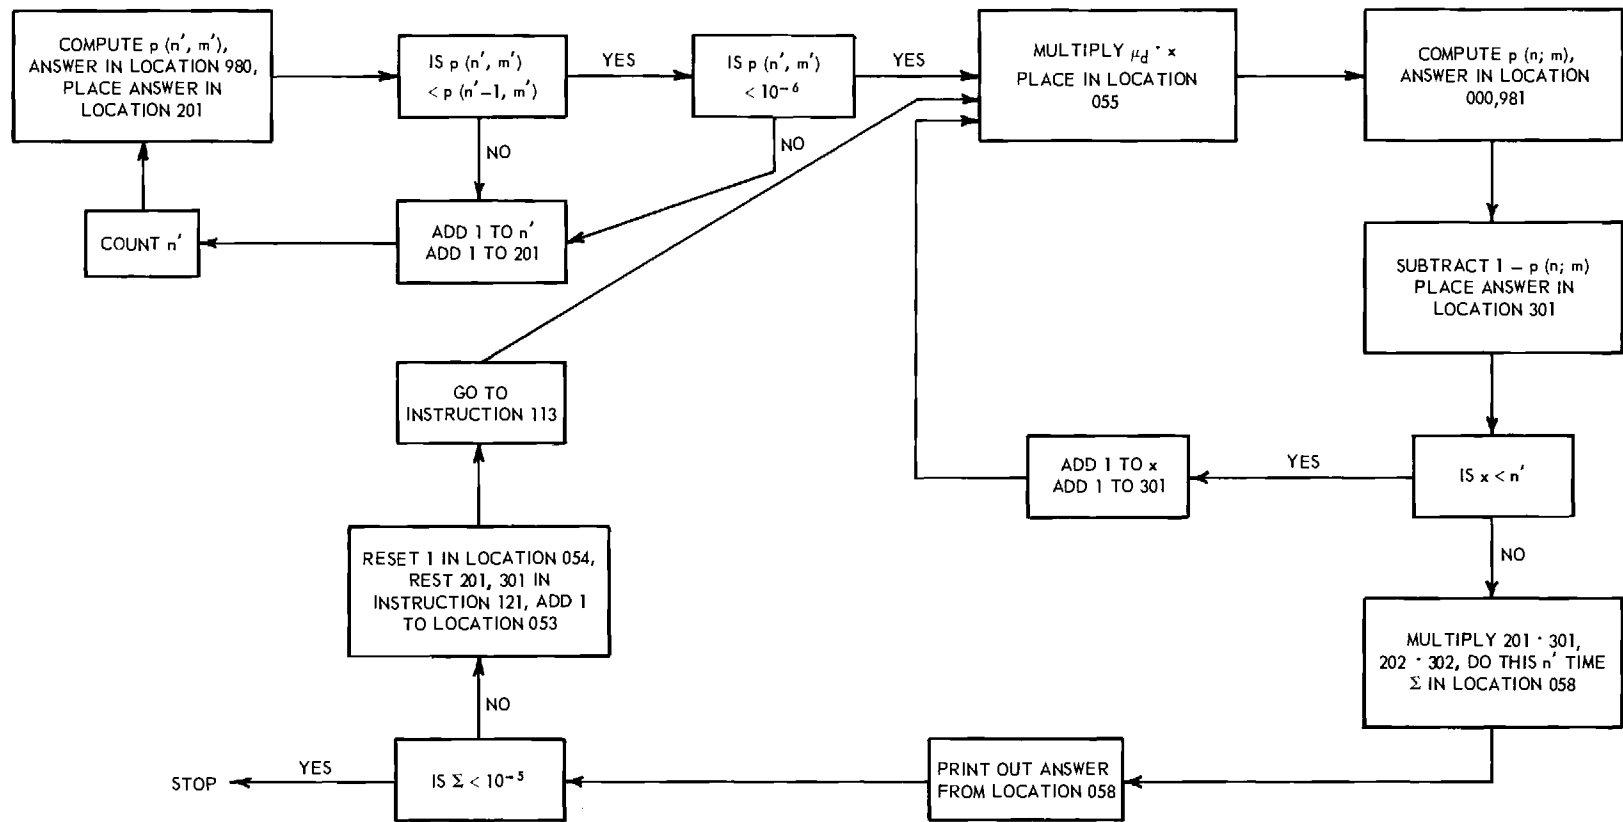 COMPUTE p (n′, m′),
ANSWER IN LOCATION 980,
PLACE ANSWER IN
LOCATION 201
IS p (n′, m′)
< p (n′–1, m′)
YES
NO
IS p (n′, m′)
< 10⁻⁶
YES
NO
MULTIPLY μd · x
PLACE IN LOCATION
055
COMPUTE p (n; m),
ANSWER IN LOCATION
000,981
COUNT n′
ADD 1 TO n′
ADD 1 TO 201
SUBTRACT 1 – p (n; m)
PLACE ANSWER IN
LOCATION 301
GO TO
INSTRUCTION 113
ADD 1 TO x
ADD 1 TO 301
YES
IS x < n′
NO
RESET 1 IN LOCATION 054,
REST 201, 301 IN
INSTRUCTION 121, ADD 1
TO LOCATION 053
MULTIPLY 201 · 301,
202 · 302, DO THIS n′ TIME
Σ IN LOCATION 058
NO
STOP
YES
IS Σ < 10⁻⁵
PRINT OUT ANSWER
FROM LOCATION 058